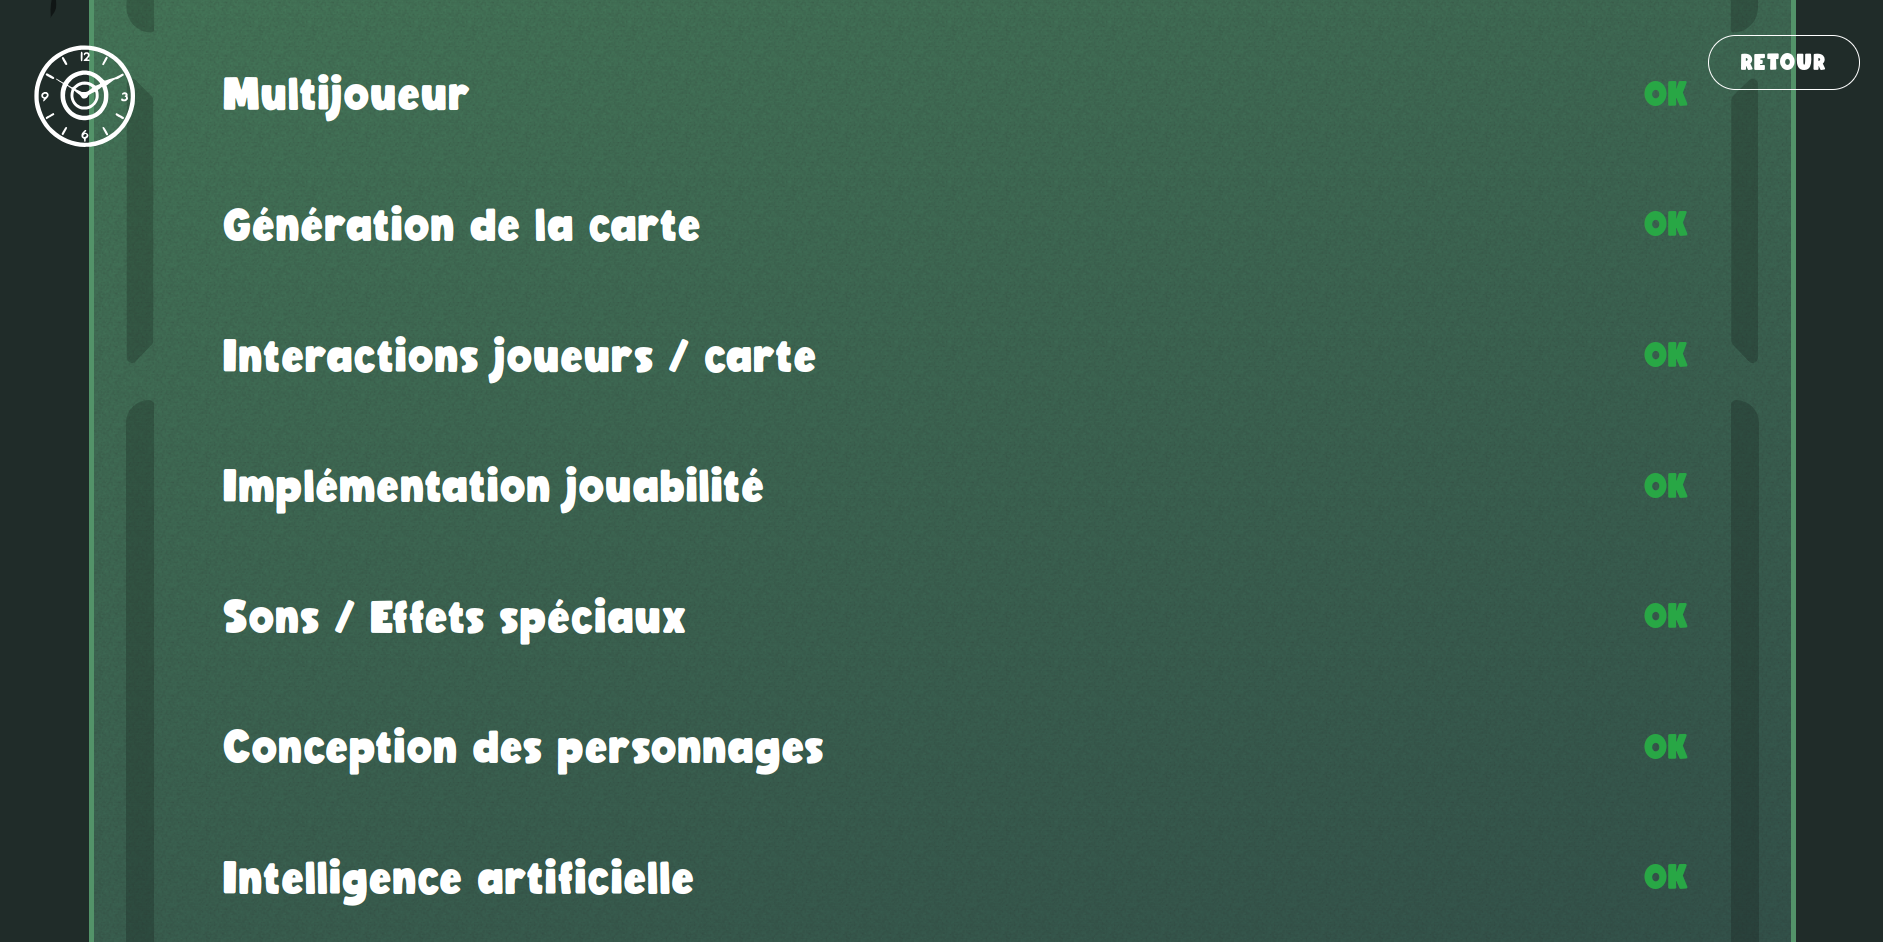 12
3
6
9
RETOUR
Multijoueur OK
Génération de la carte OK
Interactions joueurs / carte OK
Implémentation jouabilité OK
Sons / Effets spéciaux OK
Conception des personnages OK
Intelligence artificielle OK